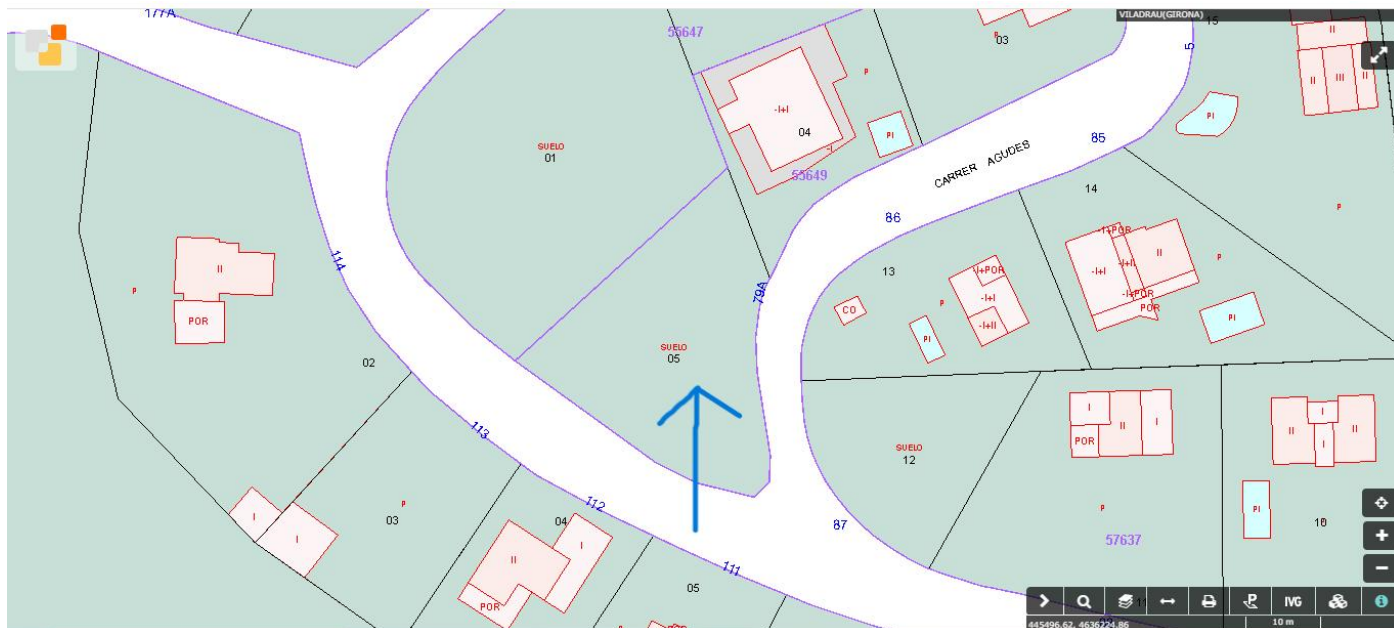 177A
55647
VILADRAU(GIRONA)
15
03
P
5
II
II
III
II
P
-I+I
04
-I
PI
PI
85
SUELO
01
55649
CARRER AGUDES
14
86
P
114
II
P
POR
13
-I+POR
-I+I
-I+II
P
CO
PI
-I+POR
-I+I
-I+II
II
-I+POR
POR
P
PI
79A
SUELO
05
02
113
SUELO
12
I
II
I
POR
P
II
I
I
II
PI
10
I
I
03
P
112
04
I
II
POR
87
57637
111
05
P
I
11
IVG
445496.62, 4636224.86
10 m